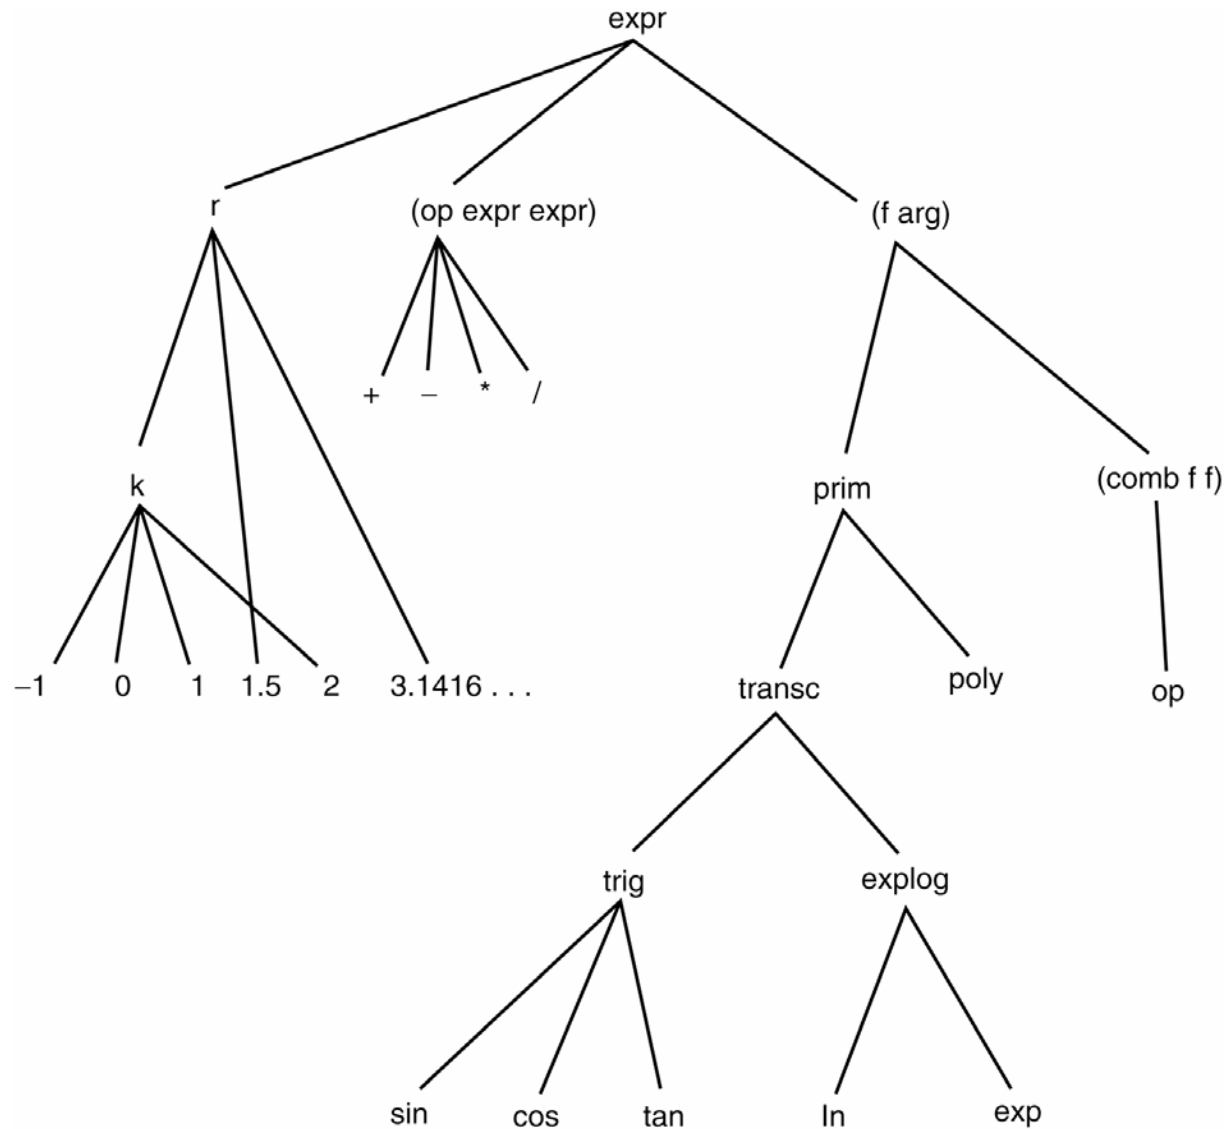 expr
r (op expr expr) (f arg)
+ – * /
k prim (comb f f)
–1 0 1 1.5 2 3.1416 . . . transc poly op
trig explog
sin cos tan ln exp